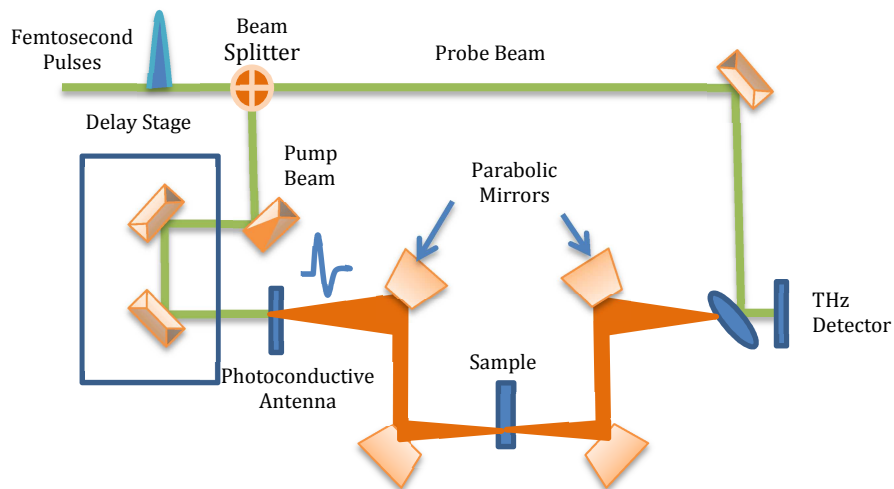 Femtosecond
Pulses
Beam
Splitter
Probe Beam
Delay Stage
Pump
Beam
Parabolic
Mirrors
THz
Detector
Sample
Photoconductive
Antenna